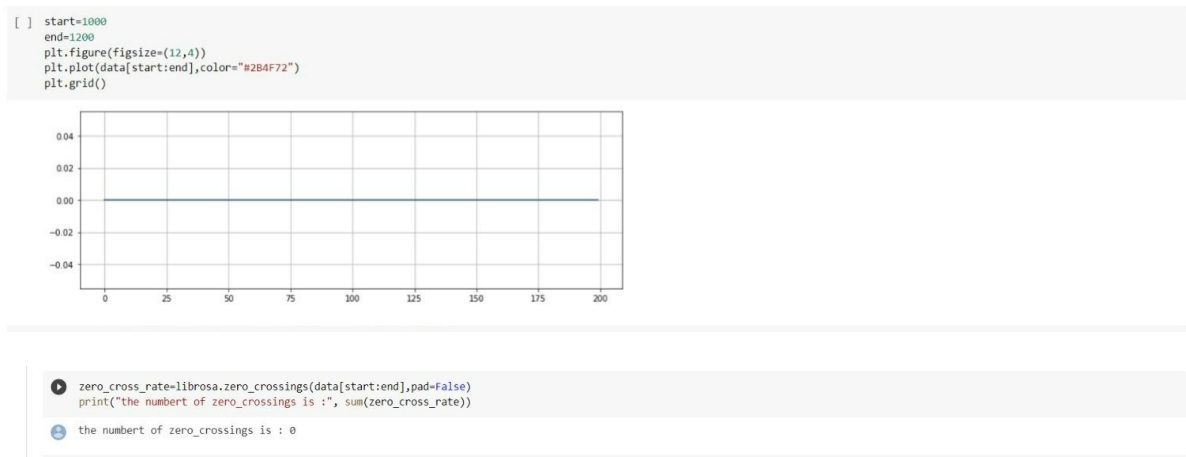 [ ] start=1000
end=1200
plt.figure(figsize=(12,4))
plt.plot(data[start:end],color="#2B4F72")
plt.grid()
0.04
0.02
0.00
−0.02
−0.04
0 25 50 75 100 125 150 175 200
zero_cross_rate=librosa.zero_crossings(data[start:end],pad=False)
print("the numbert of zero_crossings is :", sum(zero_cross_rate))
the numbert of zero_crossings is : 0